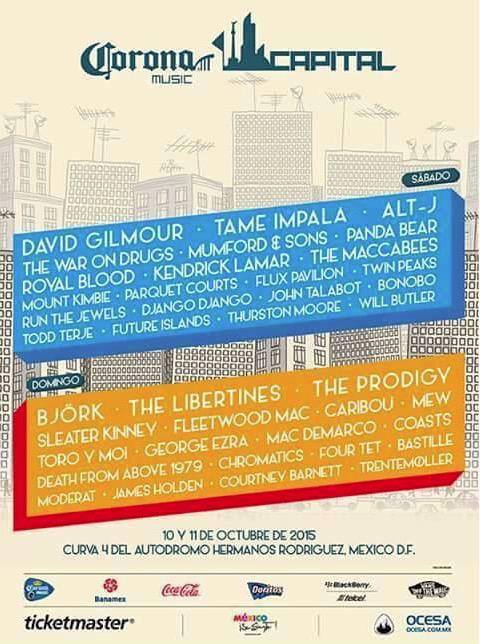 Corona
MUSIC
CAPITAL
SÁBADO
DAVID GILMOUR · TAME IMPALA · ALT-J
THE WAR ON DRUGS · MUMFORD & SONS · PANDA BEAR
ROYAL BLOOD · KENDRICK LAMAR · THE MACCABEES
MOUNT KIMBIE · PARQUET COURTS · FLUX PAVILION · TWIN PEAKS
RUN THE JEWELS · DJANGO DJANGO · JOHN TALABOT · BONOBO
TODD TERJE · FUTURE ISLANDS · THURSTON MOORE · WILL BUTLER
DOMINGO
BJÖRK · THE LIBERTINES · THE PRODIGY
SLEATER KINNEY · FLEETWOOD MAC · CARIBOU · MEW
TORO Y MOI · GEORGE EZRA · MAC DEMARCO · COASTS
DEATH FROM ABOVE 1979 · CHROMATICS · FOUR TET · BASTILLE
MODERAT · JAMES HOLDEN · COURTNEY BARNETT · TRENTEMØLLER
10 Y 11 DE OCTUBRE DE 2015
CURVA 4 DEL AUTODROMO HERMANOS RODRIGUEZ, MEXICO D.F.
Corona
MUSIC
Banamex
Coca-Cola
Doritos
BlackBerry
telcel
VANS
"OFF THE WALL"
ticketmaster®
méxico
OCESA
OCESA.COM.MX